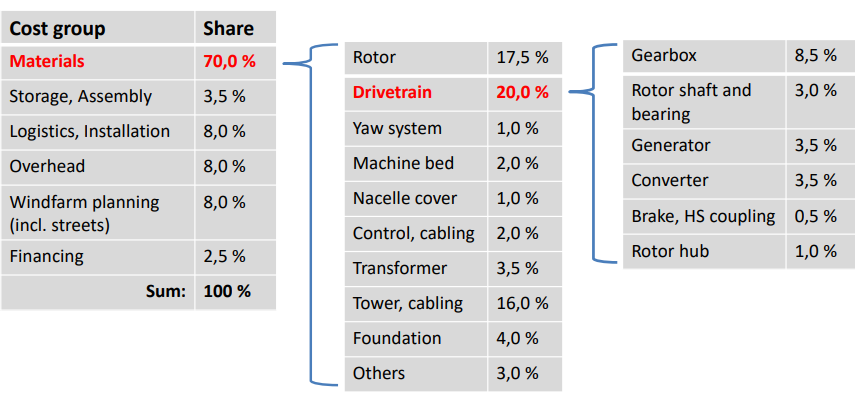 Cost group Share
Materials 70,0 %
Storage, Assembly 3,5 %
Logistics, Installation 8,0 %
Overhead 8,0 %
Windfarm planning 8,0 %
(incl. streets)
Financing 2,5 %
Sum: 100 %
Rotor 17,5 %
Drivetrain 20,0 %
Yaw system 1,0 %
Machine bed 2,0 %
Nacelle cover 1,0 %
Control, cabling 2,0 %
Transformer 3,5 %
Tower, cabling 16,0 %
Foundation 4,0 %
Others 3,0 %
Gearbox 8,5 %
Rotor shaft and 3,0 %
bearing
Generator 3,5 %
Converter 3,5 %
Brake, HS coupling 0,5 %
Rotor hub 1,0 %